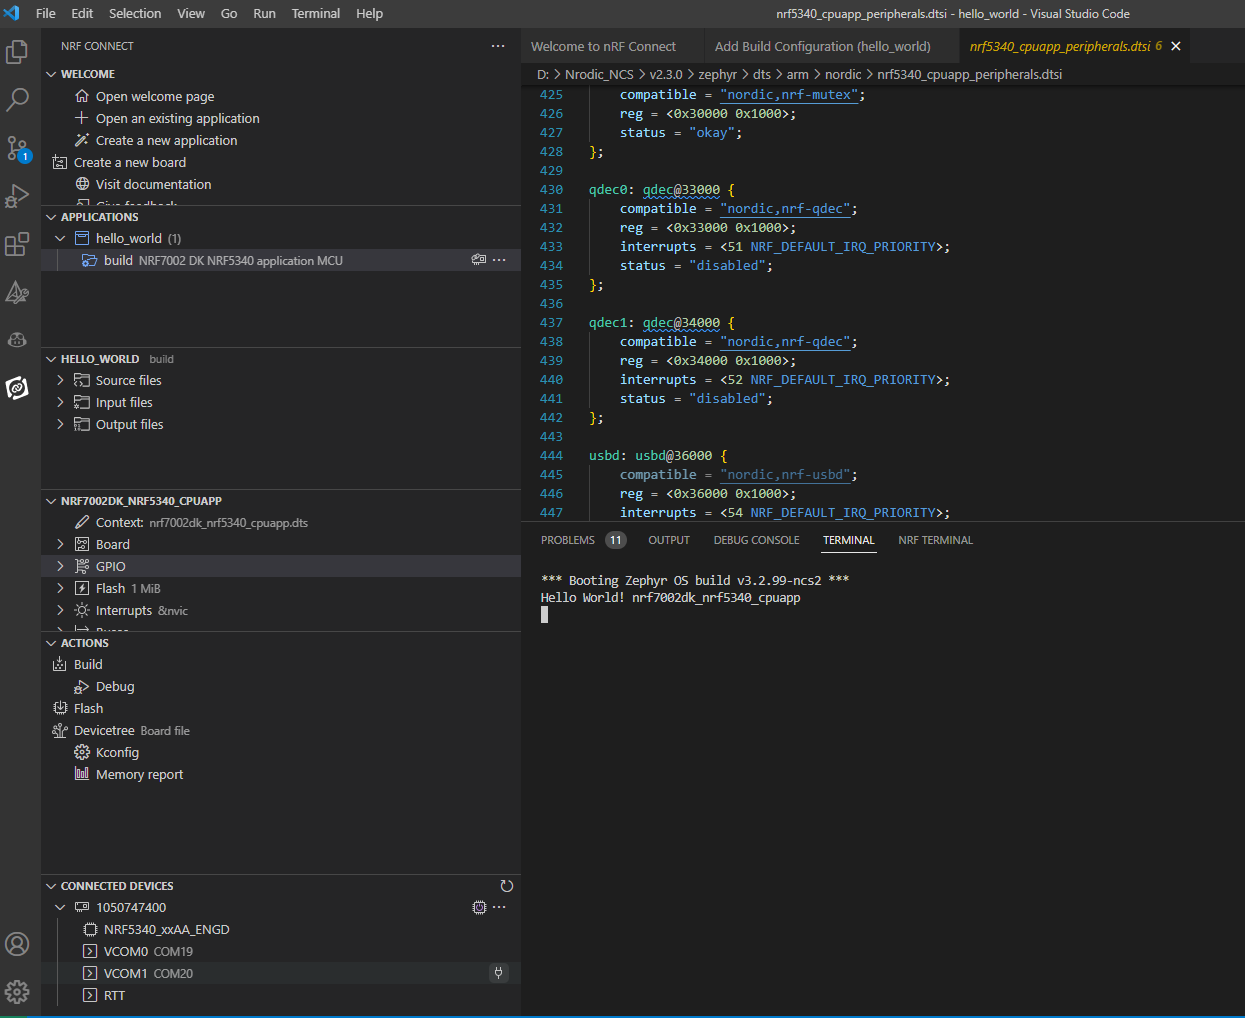 File Edit Selection View Go Run Terminal Help
nrf5340_cpuapp_peripherals.dtsi - hello_world - Visual Studio Code
NRF CONNECT
WELCOME
Open welcome page
Open an existing application
Create a new application
Create a new board
Visit documentation
Give feedback
APPLICATIONS
hello_world (1)
build NRF7002 DK NRF5340 application MCU
HELLO_WORLD build
Source files
Input files
Output files
NRF7002DK_NRF5340_CPUAPP
Context: nrf7002dk_nrf5340_cpuapp.dts
Board
GPIO
Flash 1 MiB
Interrupts &nvic
Buses
ACTIONS
Build
Debug
Flash
Devicetree Board file
Kconfig
Memory report
CONNECTED DEVICES
1050747400
NRF5340_xxAA_ENGD
VCOM0 COM19
VCOM1 COM20
RTT
1
Welcome to nRF Connect
Add Build Configuration (hello_world)
nrf5340_cpuapp_peripherals.dtsi 6
D: > Nrodic_NCS > v2.3.0 > zephyr > dts > arm > nordic > nrf5340_cpuapp_peripherals.dtsi
425 compatible = "nordic,nrf-mutex";
426 reg = <0x30000 0x1000>;
427 status = "okay";
428 };
429
430 qdec0: qdec@33000 {
431 compatible = "nordic,nrf-qdec";
432 reg = <0x33000 0x1000>;
433 interrupts = <51 NRF_DEFAULT_IRQ_PRIORITY>;
434 status = "disabled";
435 };
436
437 qdec1: qdec@34000 {
438 compatible = "nordic,nrf-qdec";
439 reg = <0x34000 0x1000>;
440 interrupts = <52 NRF_DEFAULT_IRQ_PRIORITY>;
441 status = "disabled";
442 };
443
444 usbd: usbd@36000 {
445 compatible = "nordic,nrf-usbd";
446 reg = <0x36000 0x1000>;
447 interrupts = <54 NRF_DEFAULT_IRQ_PRIORITY>;
PROBLEMS 11 OUTPUT DEBUG CONSOLE TERMINAL NRF TERMINAL
*** Booting Zephyr OS build v3.2.99-ncs2 ***
Hello World! nrf7002dk_nrf5340_cpuapp